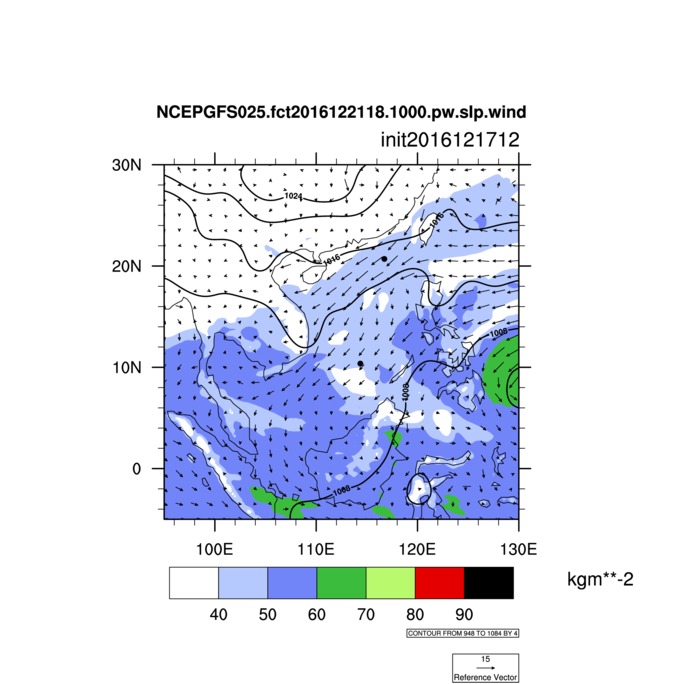 NCEPGFS025.fct2016122118.1000.pw.slp.wind
init2016121712
30N
1024
1016
1016
20N
1008
10N
1008
0
1008
100E 110E 120E 130E
kgm**-2
40 50 60 70 80 90
CONTOUR FROM 948 TO 1084 BY 4
15
Reference Vector